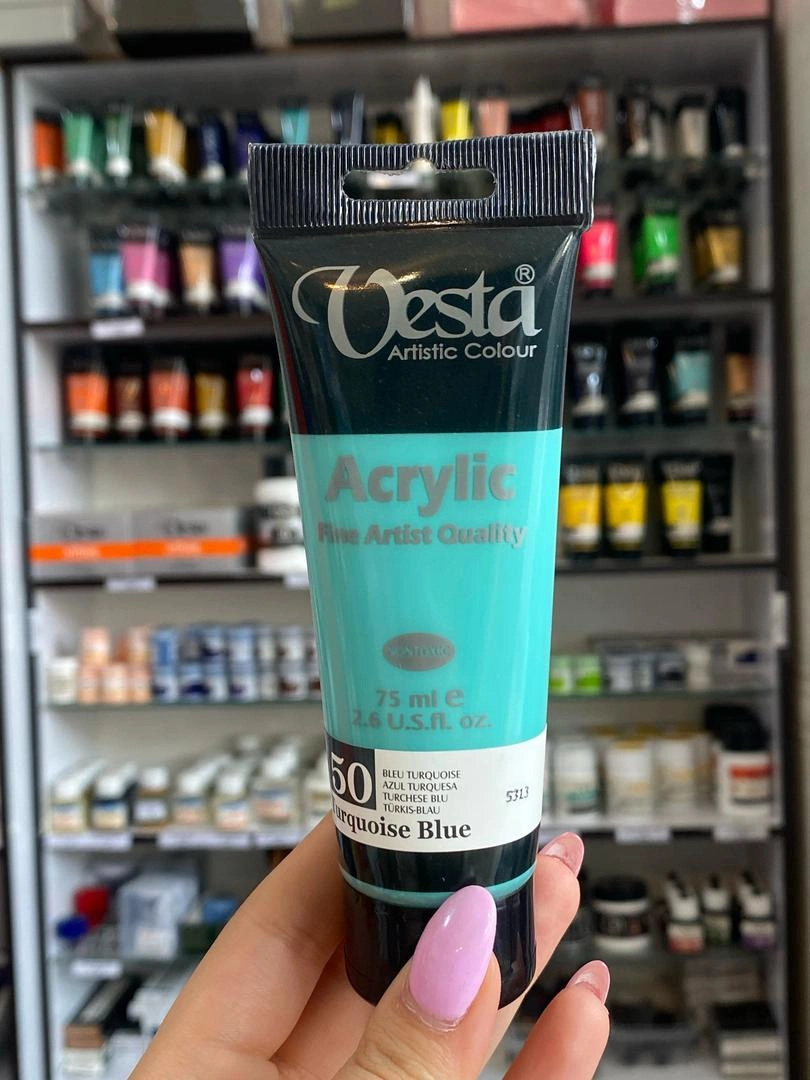 Vesta®
Artistic Colour
Acrylic
Fine Artist Quality
NONTOXIC
75 ml e
2.6 U.S.fl. oz.
50
BLEU TURQUOISE
AZUL TURQUESA
TURCHESE BLU
TÜRKIS-BLAU
5313
Turquoise Blue